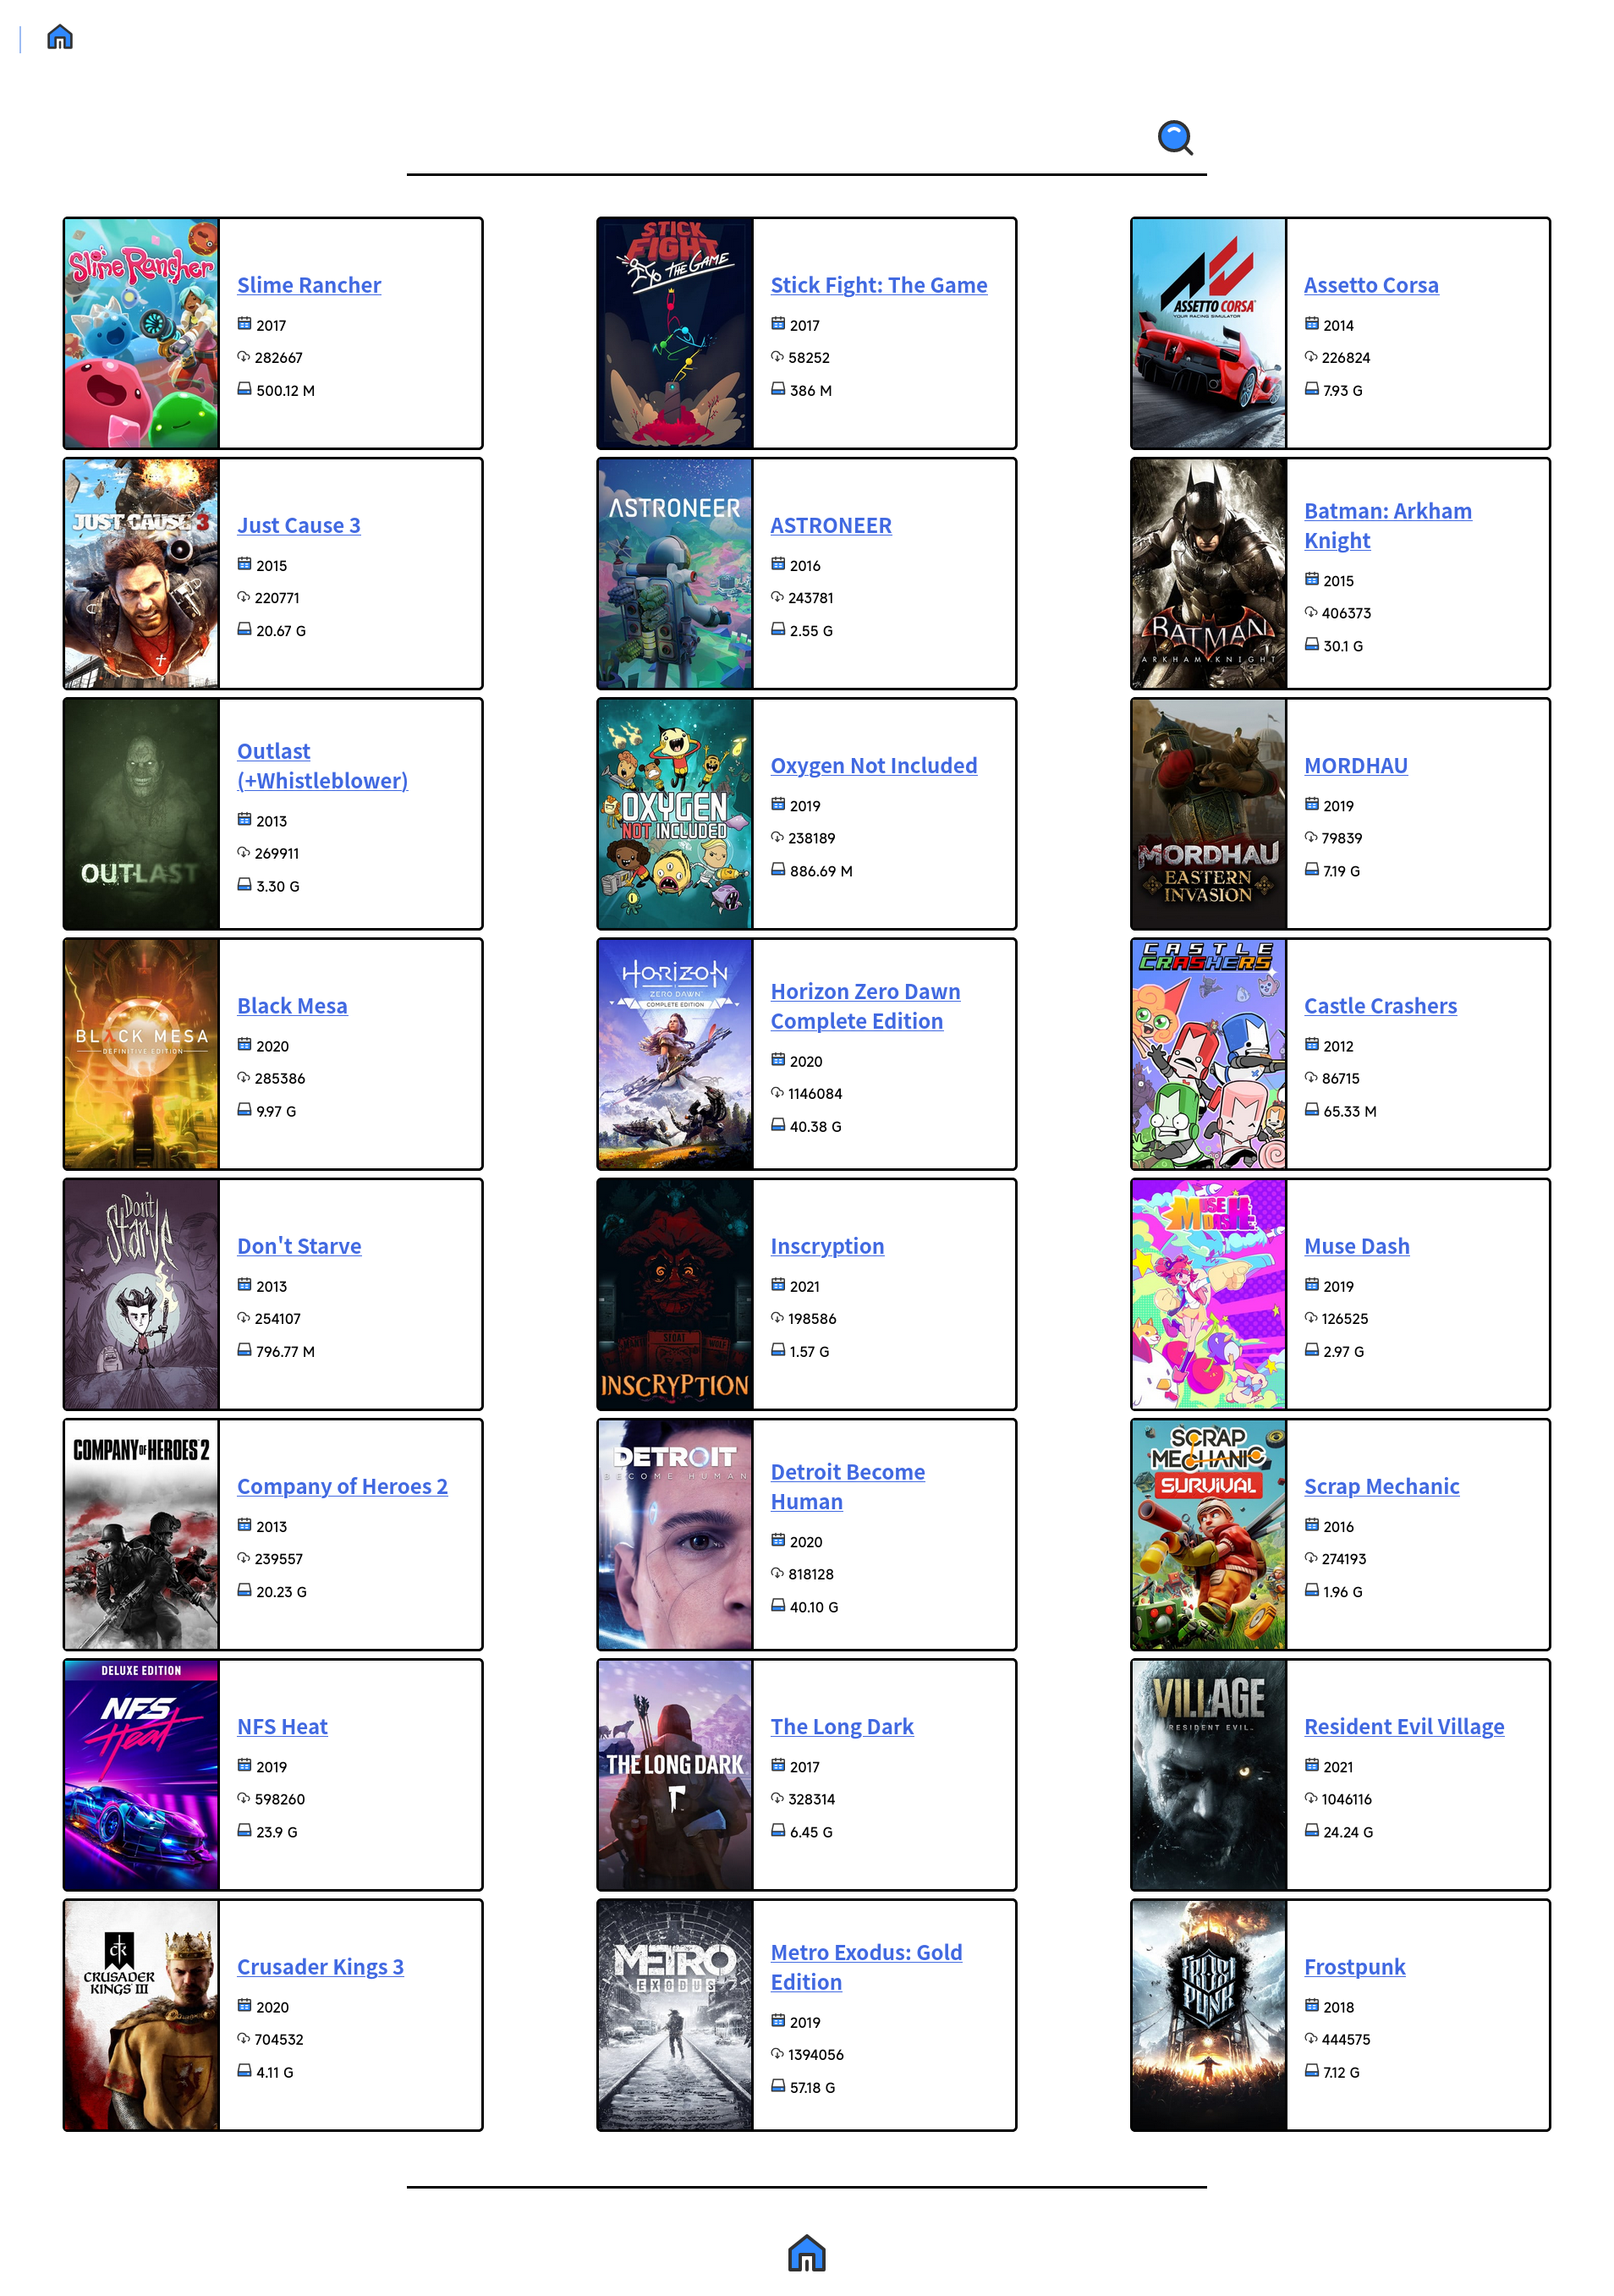 Slime Rancher
Slime Rancher
2017
282667
500.12 M
STICK
FIGHT
THE GAME
Stick Fight: The Game
2017
58252
386 M
ASSETTO CORSA
YOUR RACING SIMULATOR
Assetto Corsa
2014
226824
7.93 G
JUST CAUSE 3
Just Cause 3
2015
220771
20.67 G
ASTRONEER
ASTRONEER
2016
243781
2.55 G
BATMAN
ARKHAM KNIGHT
Batman: Arkham
Knight
2015
406373
30.1 G
OUTLAST
Outlast
(+Whistleblower)
2013
269911
3.30 G
OXYGEN
NOT INCLUDED
Oxygen Not Included
2019
238189
886.69 M
MORDHAU
EASTERN
INVASION
MORDHAU
2019
79839
7.19 G
BLACK MESA
DEFINITIVE EDITION
Black Mesa
2020
285386
9.97 G
HORIZON
ZERO DAWN
COMPLETE EDITION
Horizon Zero Dawn
Complete Edition
2020
1146084
40.38 G
CASTLE
CRASHERS
Castle Crashers
2012
86715
65.33 M
Don't
Starve
Don't Starve
2013
254107
796.77 M
INSCRYPTION
Inscryption
2021
198586
1.57 G
MUSE
DASH
Muse Dash
2019
126525
2.97 G
COMPANY OF HEROES 2
Company of Heroes 2
2013
239557
20.23 G
DETROIT
BECOME HUMAN
Detroit Become
Human
2020
818128
40.10 G
SCRAP
MECHANIC
SURVIVAL
Scrap Mechanic
2016
274193
1.96 G
DELUXE EDITION
NFS
Heat
NFS Heat
2019
598260
23.9 G
THE LONG DARK
The Long Dark
2017
328314
6.45 G
VILLAGE
RESIDENT EVIL
Resident Evil Village
2021
1046116
24.24 G
CRUSADER
KINGS III
Crusader Kings 3
2020
704532
4.11 G
METRO
EXODUS
Metro Exodus: Gold
Edition
2019
1394056
57.18 G
FROST
PUNK
Frostpunk
2018
444575
7.12 G